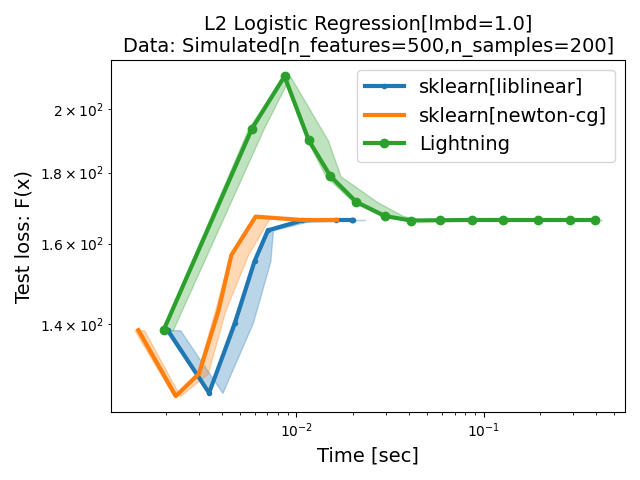 L2 Logistic Regression[lmbd=1.0]
Data: Simulated[n_features=500,n_samples=200]
Test loss: F(x)
2 × 10²
1.8 × 10²
1.6 × 10²
1.4 × 10²
sklearn[liblinear]
sklearn[newton-cg]
Lightning
10⁻²
10⁻¹
Time [sec]